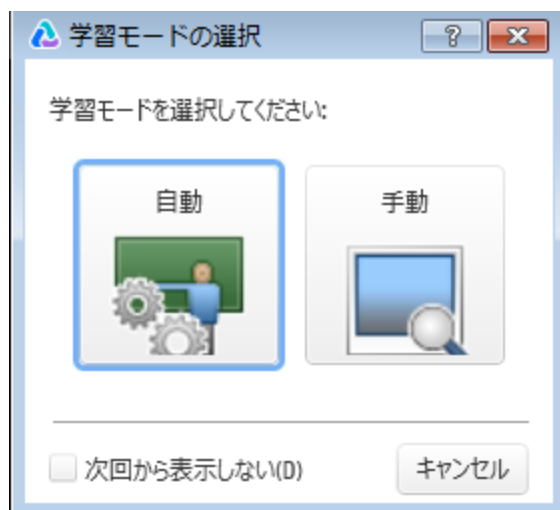 学習モードの選択
学習モードを選択してください:
自動
手動
次回から表示しない(D)
キャンセル